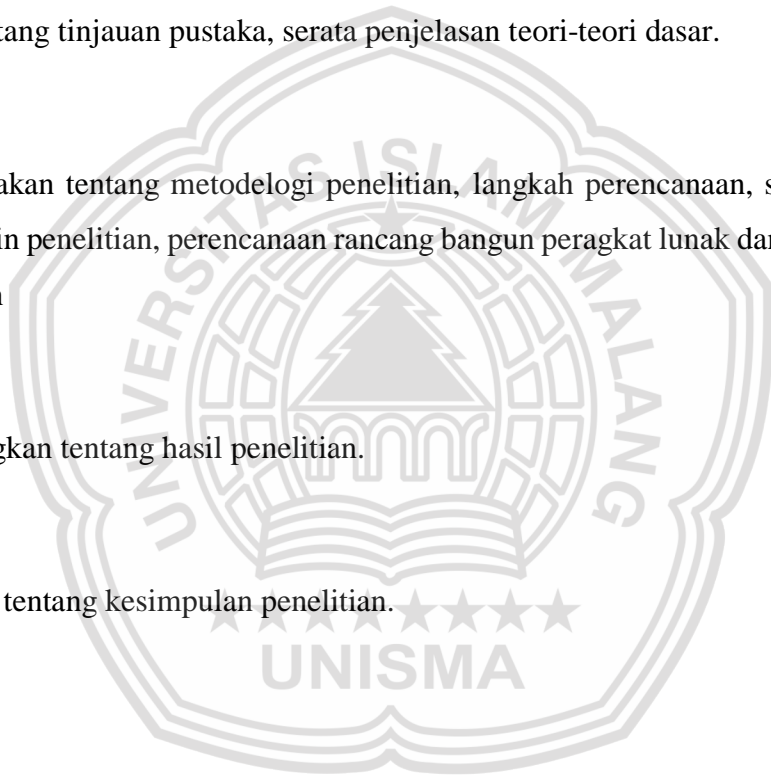 tang tinjauan pustaka, serata penjelasan teori-teori dasar.
UNIVERSITAS ISLAM MALANG
akan tentang metodelogi penelitian, langkah perencanaan, s
in penelitian, perencanaan rancang bangun peragkat lunak dar
gkan tentang hasil penelitian.
tentang kesimpulan penelitian.
UNISMA